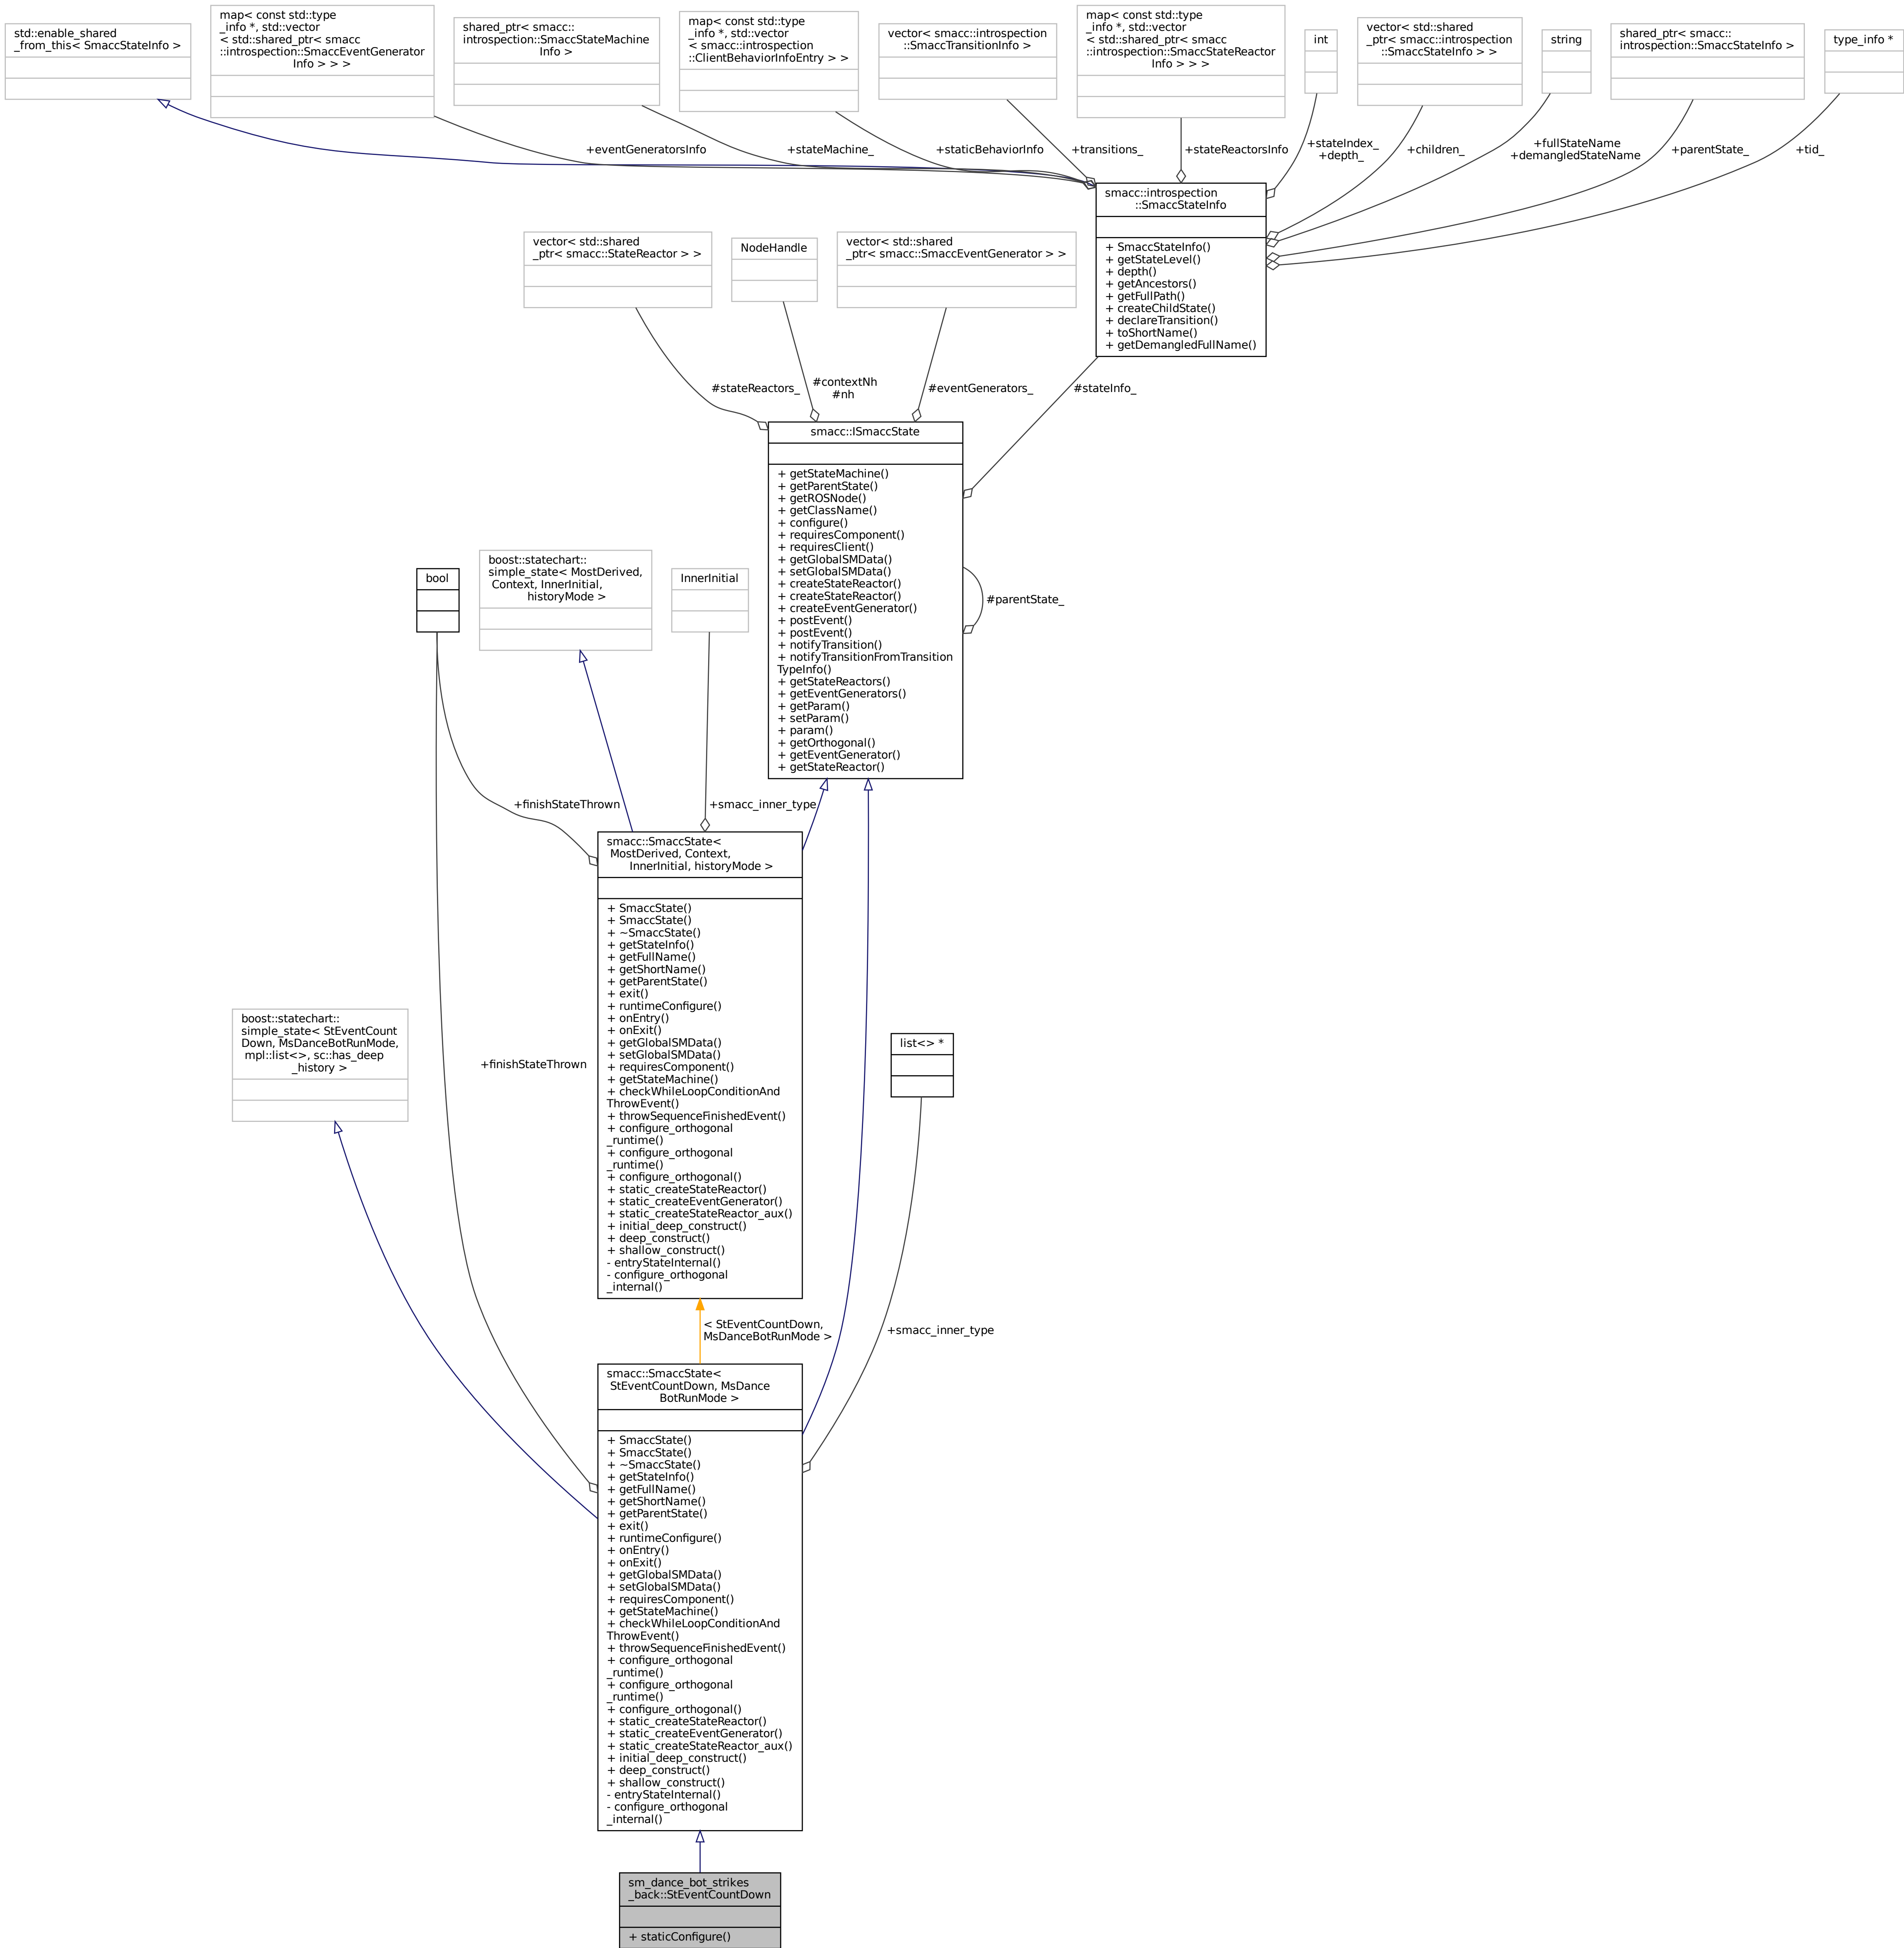 std::enable_shared
_from_this< SmaccStateInfo >
map< const std::type
_info *, std::vector
< std::shared_ptr< smacc
::introspection::SmaccEventGenerator
Info > > >
shared_ptr< smacc::
introspection::SmaccStateMachine
Info >
map< const std::type
_info *, std::vector
< smacc::introspection
::ClientBehaviorInfoEntry > >
vector< smacc::introspection
::SmaccTransitionInfo >
map< const std::type
_info *, std::vector
< std::shared_ptr< smacc
::introspection::SmaccStateReactor
Info > > >
int
vector< std::shared
_ptr< smacc::introspection
::SmaccStateInfo > >
string
shared_ptr< smacc::
introspection::SmaccStateInfo >
type_info *
+eventGeneratorsInfo
+stateMachine_
+staticBehaviorInfo
+transitions_
+stateReactorsInfo
+stateIndex_
+depth_
+children_
+fullStateName
+demangledStateName
+parentState_
+tid_
smacc::introspection
::SmaccStateInfo
+ SmaccStateInfo()
+ getStateLevel()
+ depth()
+ getAncestors()
+ getFullPath()
+ createChildState()
+ declareTransition()
+ toShortName()
+ getDemangledFullName()
vector< std::shared
_ptr< smacc::StateReactor > >
NodeHandle
vector< std::shared
_ptr< smacc::SmaccEventGenerator > >
#stateReactors_
#contextNh
#nh
#eventGenerators_
#stateInfo_
smacc::ISmaccState
+ getStateMachine()
+ getParentState()
+ getROSNode()
+ getClassName()
+ configure()
+ requiresComponent()
+ requiresClient()
+ getGlobalSMData()
+ setGlobalSMData()
+ createStateReactor()
+ createStateReactor()
+ createEventGenerator()
+ postEvent()
+ postEvent()
+ notifyTransition()
+ notifyTransitionFromTransition
TypeInfo()
+ getStateReactors()
+ getEventGenerators()
+ getParam()
+ setParam()
+ param()
+ getOrthogonal()
+ getEventGenerator()
+ getStateReactor()
#parentState_
bool
boost::statechart::
simple_state< MostDerived,
Context, InnerInitial,
historyMode >
InnerInitial
+finishStateThrown
+smacc_inner_type
smacc::SmaccState<
MostDerived, Context,
InnerInitial, historyMode >
+ SmaccState()
+ SmaccState()
+ ~SmaccState()
+ getStateInfo()
+ getFullName()
+ getShortName()
+ getParentState()
+ exit()
+ runtimeConfigure()
+ onEntry()
+ onExit()
+ getGlobalSMData()
+ setGlobalSMData()
+ requiresComponent()
+ getStateMachine()
+ checkWhileLoopConditionAnd
ThrowEvent()
+ throwSequenceFinishedEvent()
+ configure_orthogonal
_runtime()
+ configure_orthogonal
_runtime()
+ configure_orthogonal()
+ static_createStateReactor()
+ static_createEventGenerator()
+ static_createStateReactor_aux()
+ initial_deep_construct()
+ deep_construct()
+ shallow_construct()
- entryStateInternal()
- configure_orthogonal
_internal()
boost::statechart::
simple_state< StEventCount
Down, MsDanceBotRunMode,
mpl::list<>, sc::has_deep
_history >
+finishStateThrown
list<> *
< StEventCountDown,
MsDanceBotRunMode >
+smacc_inner_type
smacc::SmaccState<
StEventCountDown, MsDance
BotRunMode >
+ SmaccState()
+ SmaccState()
+ ~SmaccState()
+ getStateInfo()
+ getFullName()
+ getShortName()
+ getParentState()
+ exit()
+ runtimeConfigure()
+ onEntry()
+ onExit()
+ getGlobalSMData()
+ setGlobalSMData()
+ requiresComponent()
+ getStateMachine()
+ checkWhileLoopConditionAnd
ThrowEvent()
+ throwSequenceFinishedEvent()
+ configure_orthogonal
_runtime()
+ configure_orthogonal
_runtime()
+ configure_orthogonal()
+ static_createStateReactor()
+ static_createEventGenerator()
+ static_createStateReactor_aux()
+ initial_deep_construct()
+ deep_construct()
+ shallow_construct()
- entryStateInternal()
- configure_orthogonal
_internal()
sm_dance_bot_strikes
_back::StEventCountDown
+ staticConfigure()